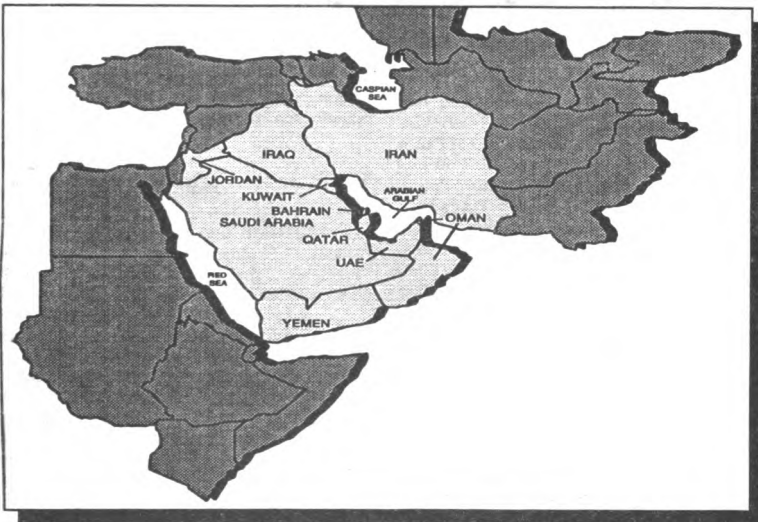 CASPIAN
SEA
IRAQ
IRAN
JORDAN
KUWAIT
ARABIAN
GULF
BAHRAIN
SAUDI ARABIA
OMAN
QATAR
UAE
RED
SEA
YEMEN